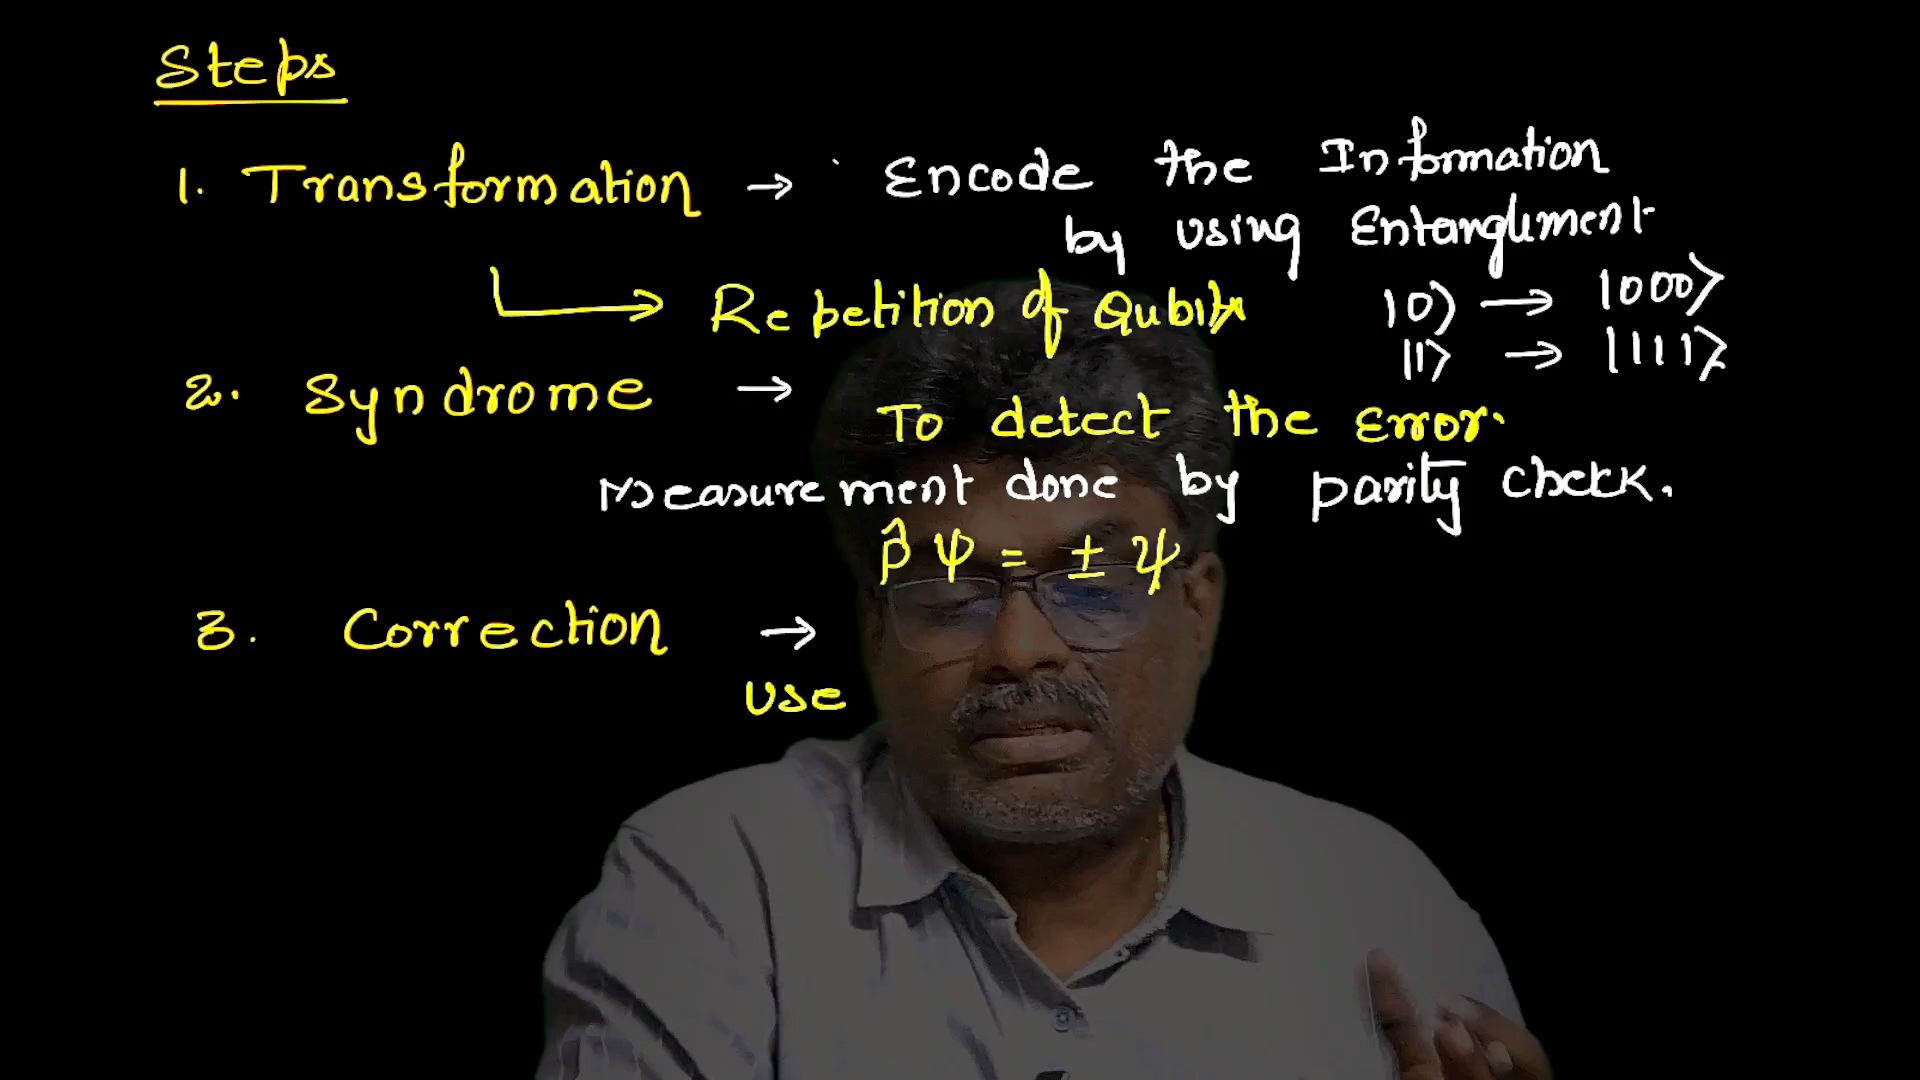 Steps
1. Transformation → Encode the Information
by using Entanglement
→ Repetition of Qubits |0⟩ → |000⟩
|1⟩ → |111⟩
2. Syndrome →
To detect the Error.
Measurement done by parity check.
P̂ ψ = ± ψ
3. Correction →
use